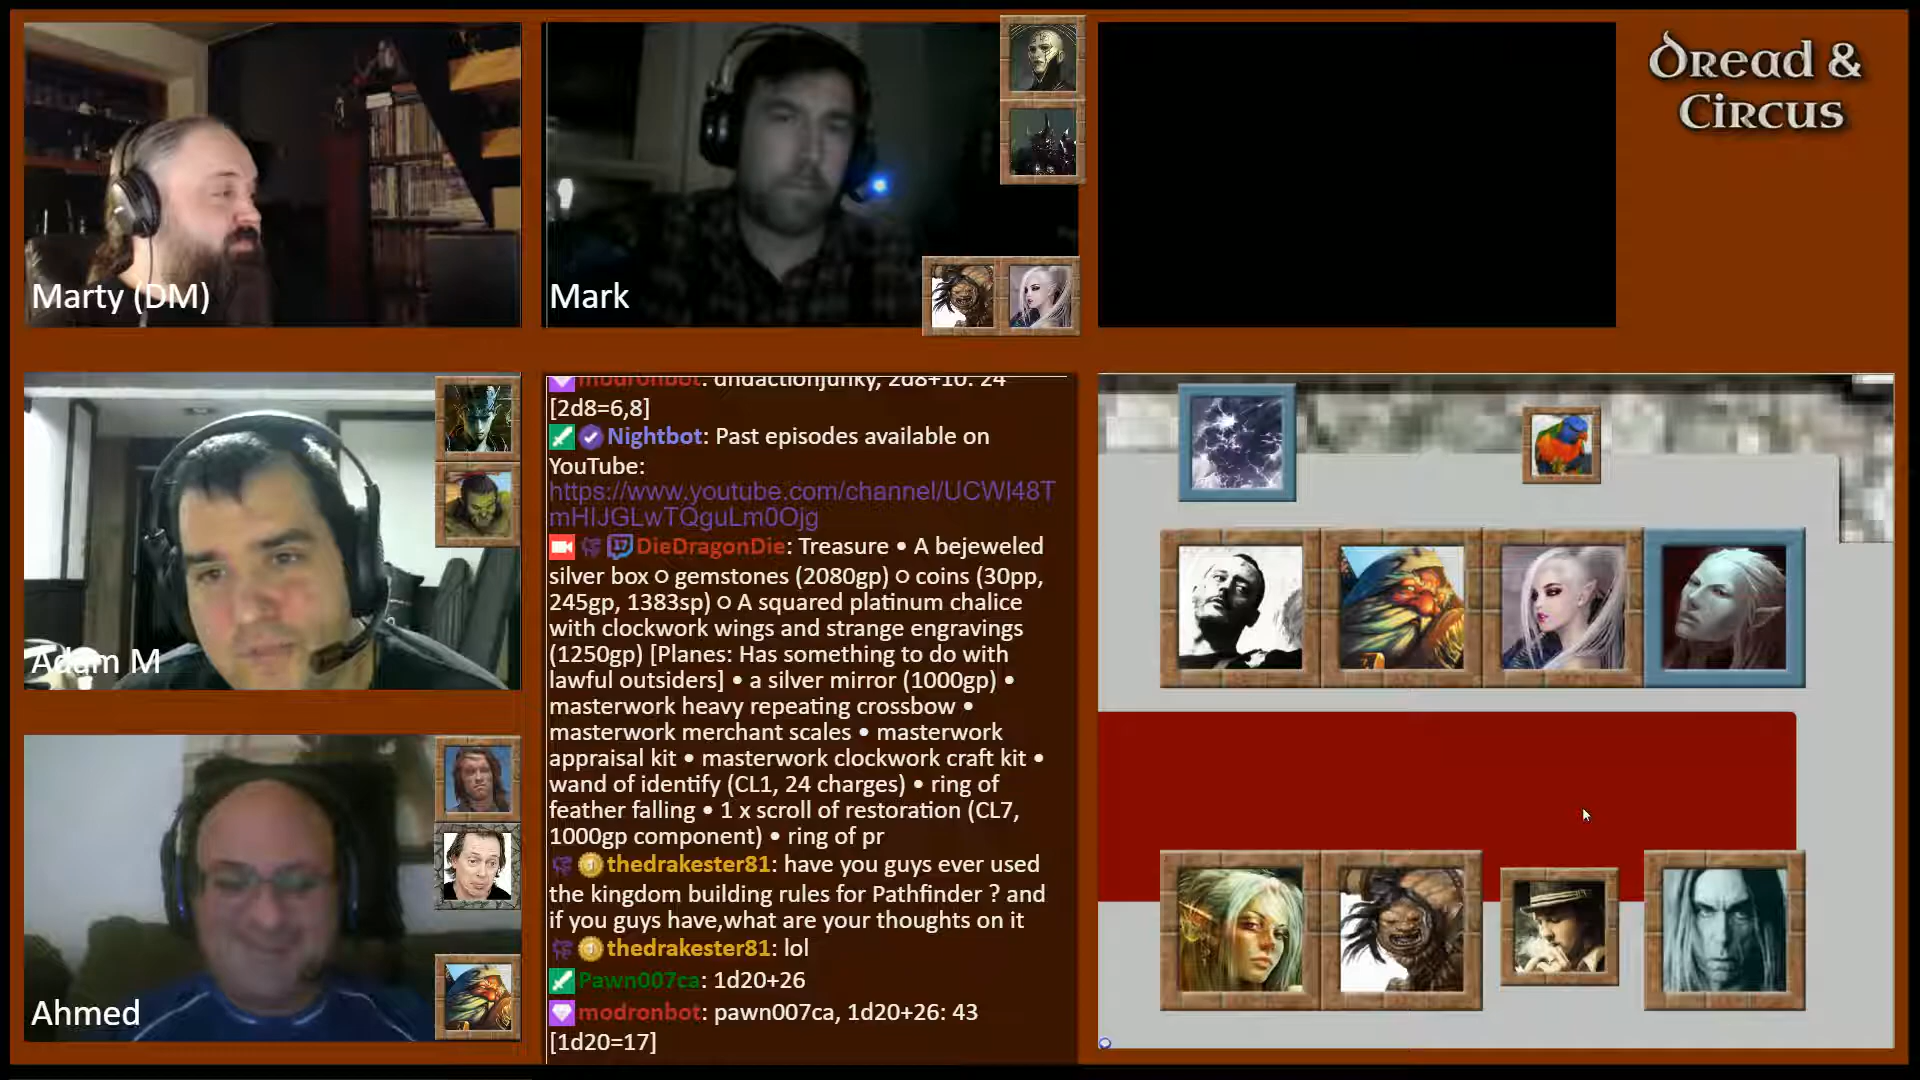 Dread &
Circus
Marty (DM)
Mark
modronbot: dndactionjunky, 2d8+10: 24
[2d8=6,8]
Nightbot: Past episodes available on
YouTube:
https://www.youtube.com/channel/UCWI48T
mHIJGLwTQguLm0Ojg
DieDragonDie: Treasure • A bejeweled
silver box ○ gemstones (2080gp) ○ coins (30pp,
245gp, 1383sp) ○ A squared platinum chalice
with clockwork wings and strange engravings
(1250gp) [Planes: Has something to do with
lawful outsiders] • a silver mirror (1000gp) •
masterwork heavy repeating crossbow •
masterwork merchant scales • masterwork
appraisal kit • masterwork clockwork craft kit •
wand of identify (CL1, 24 charges) • ring of
feather falling • 1 x scroll of restoration (CL7,
1000gp component) • ring of pr
thedrakester81: have you guys ever used
the kingdom building rules for Pathfinder ? and
if you guys have,what are your thoughts on it
thedrakester81: lol
Pawn007ca: 1d20+26
modronbot: pawn007ca, 1d20+26: 43
[1d20=17]
Adam M
Ahmed